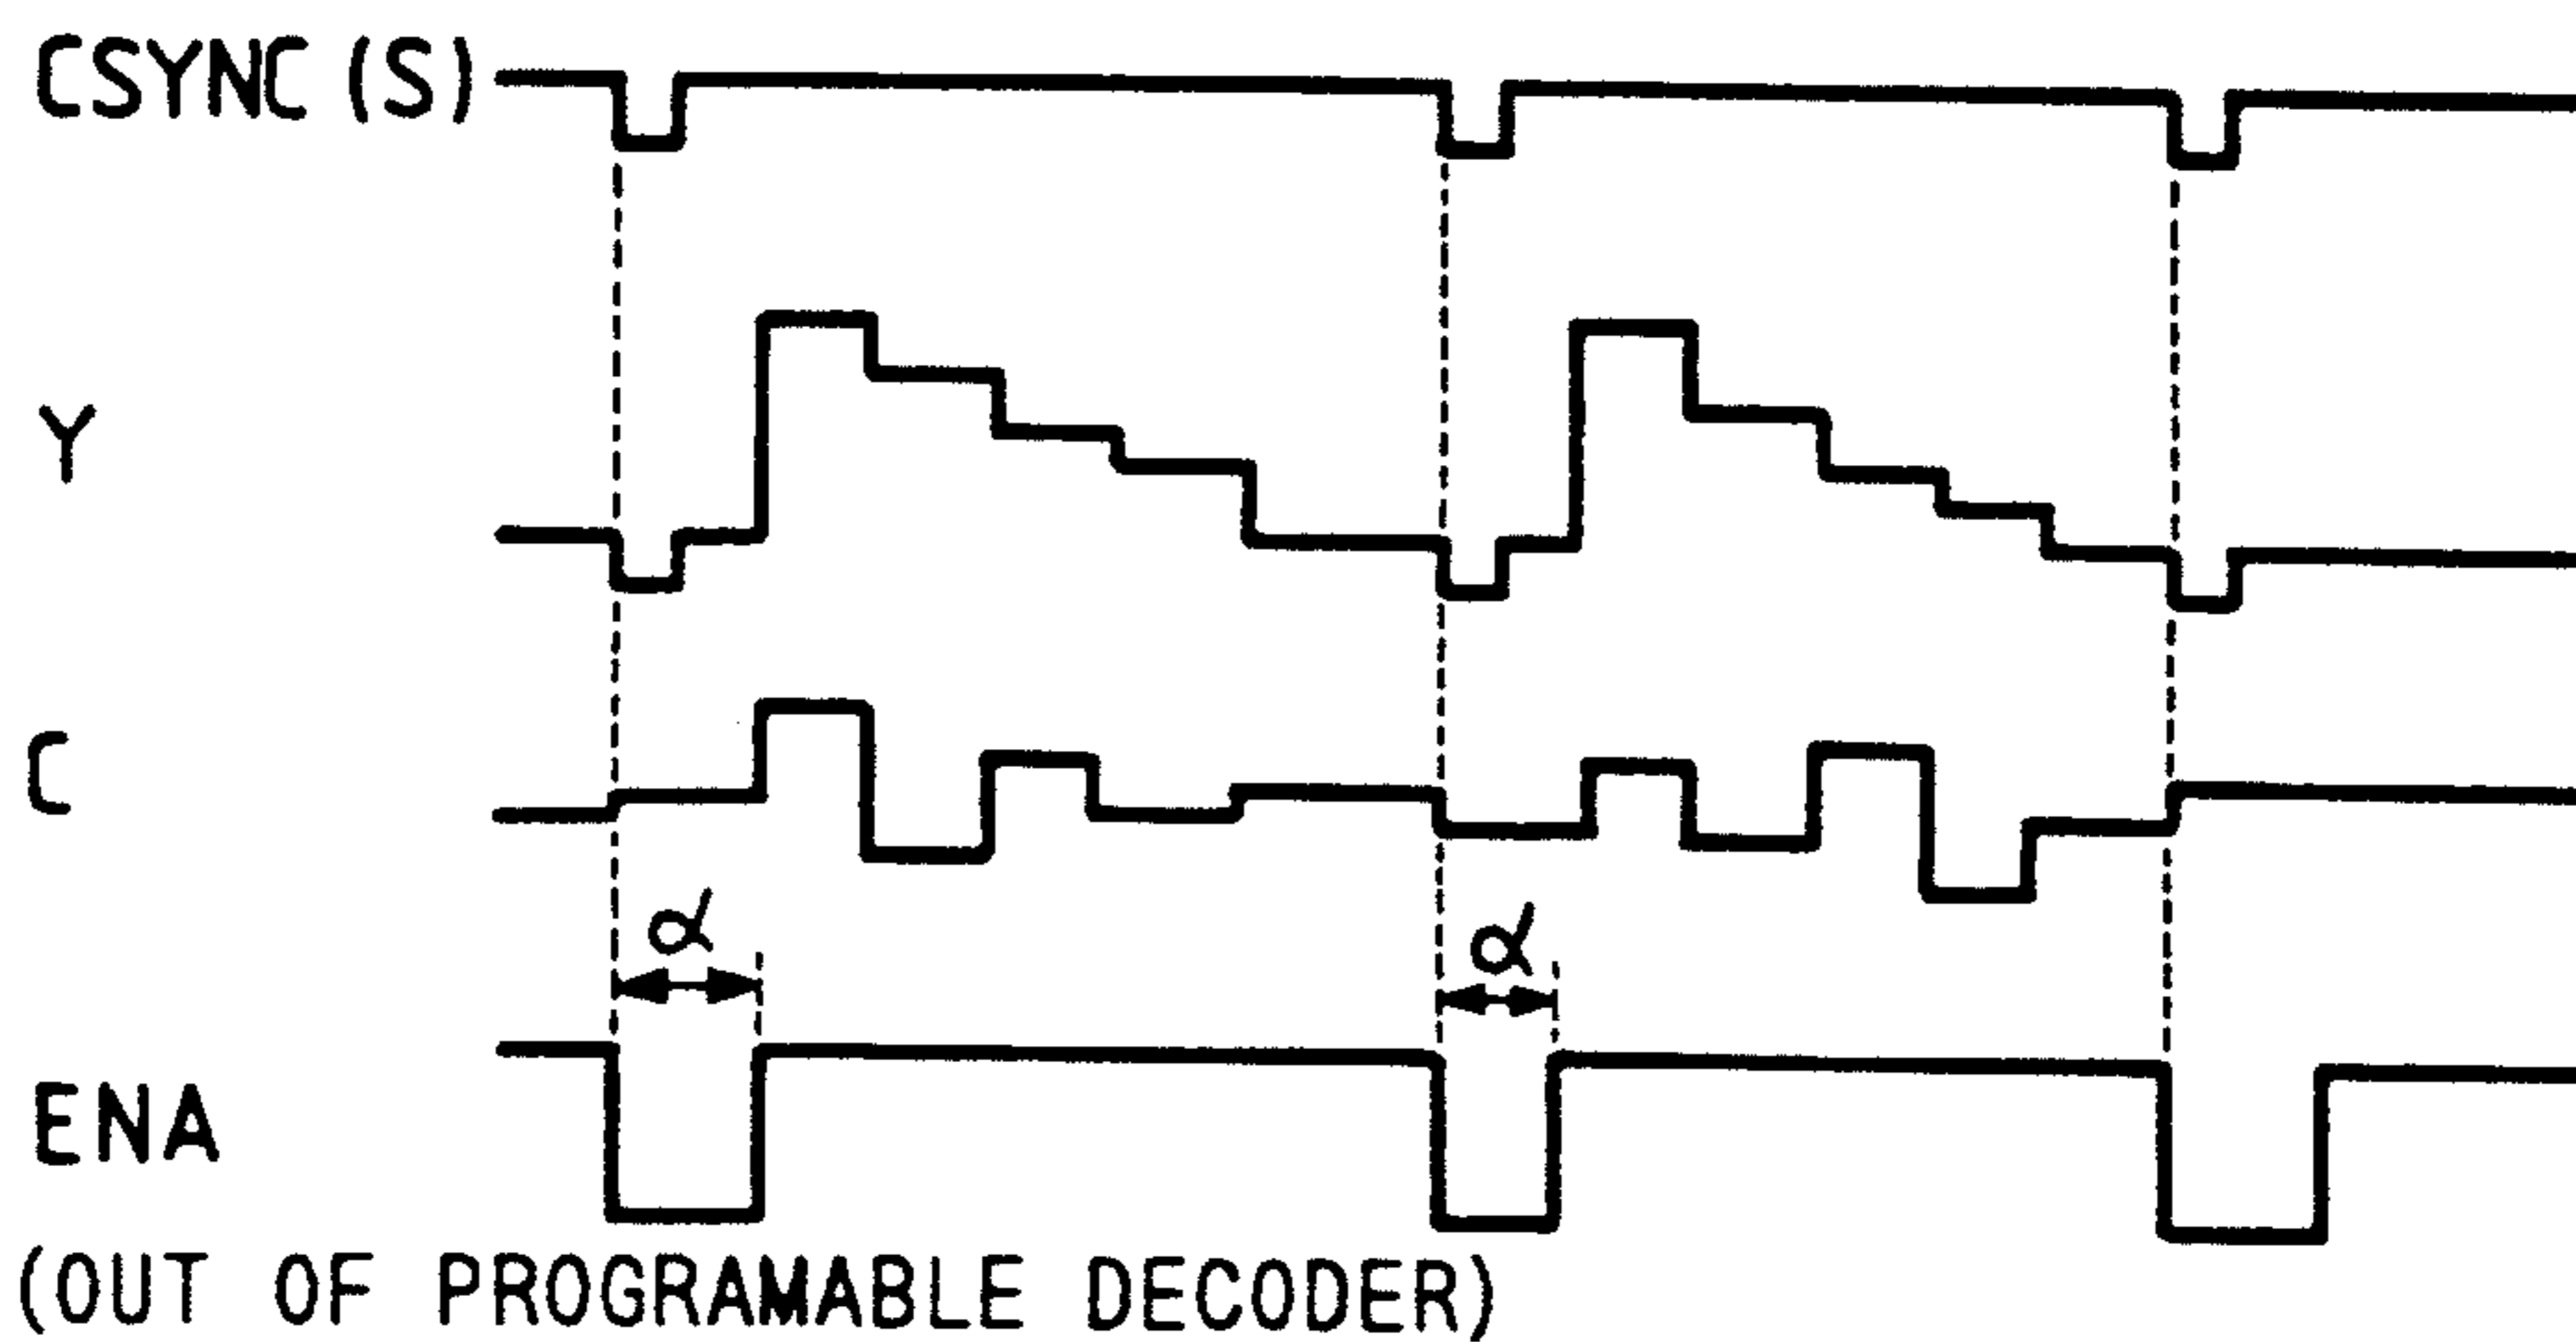 CSYNC (S)
Y
C
α
α
ENA
(OUT OF PROGRAMABLE DECODER)